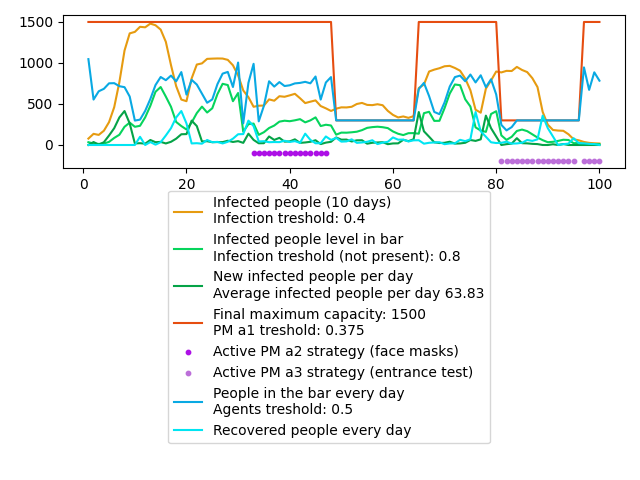 1500
1000
500
0
0 20 40 60 80 100
Infected people (10 days)
Infection treshold: 0.4
Infected people level in bar
Infection treshold (not present): 0.8
New infected people per day
Average infected people per day 63.83
Final maximum capacity: 1500
PM a1 treshold: 0.375
Active PM a2 strategy (face masks)
Active PM a3 strategy (entrance test)
People in the bar every day
Agents treshold: 0.5
Recovered people every day